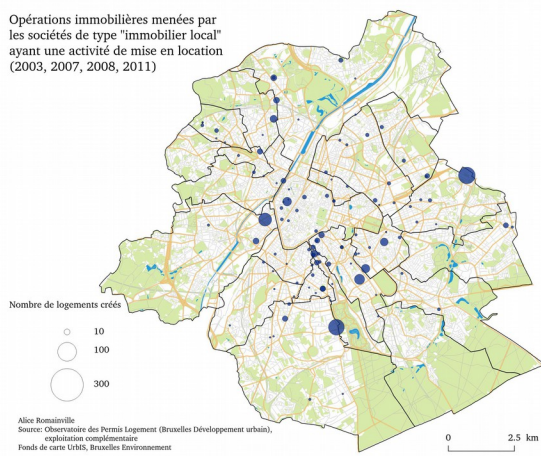 Opérations immobilières menées par
les sociétés de type "immobilier local"
ayant une activité de mise en location
(2003, 2007, 2008, 2011)
Nombre de logements créés
10
100
300
Alice Romainville
Source: Observatoire des Permis Logement (Bruxelles Développement urbain),
exploitation complémentaire
Fonds de carte UrbIS, Bruxelles Environnement
0 2.5 km